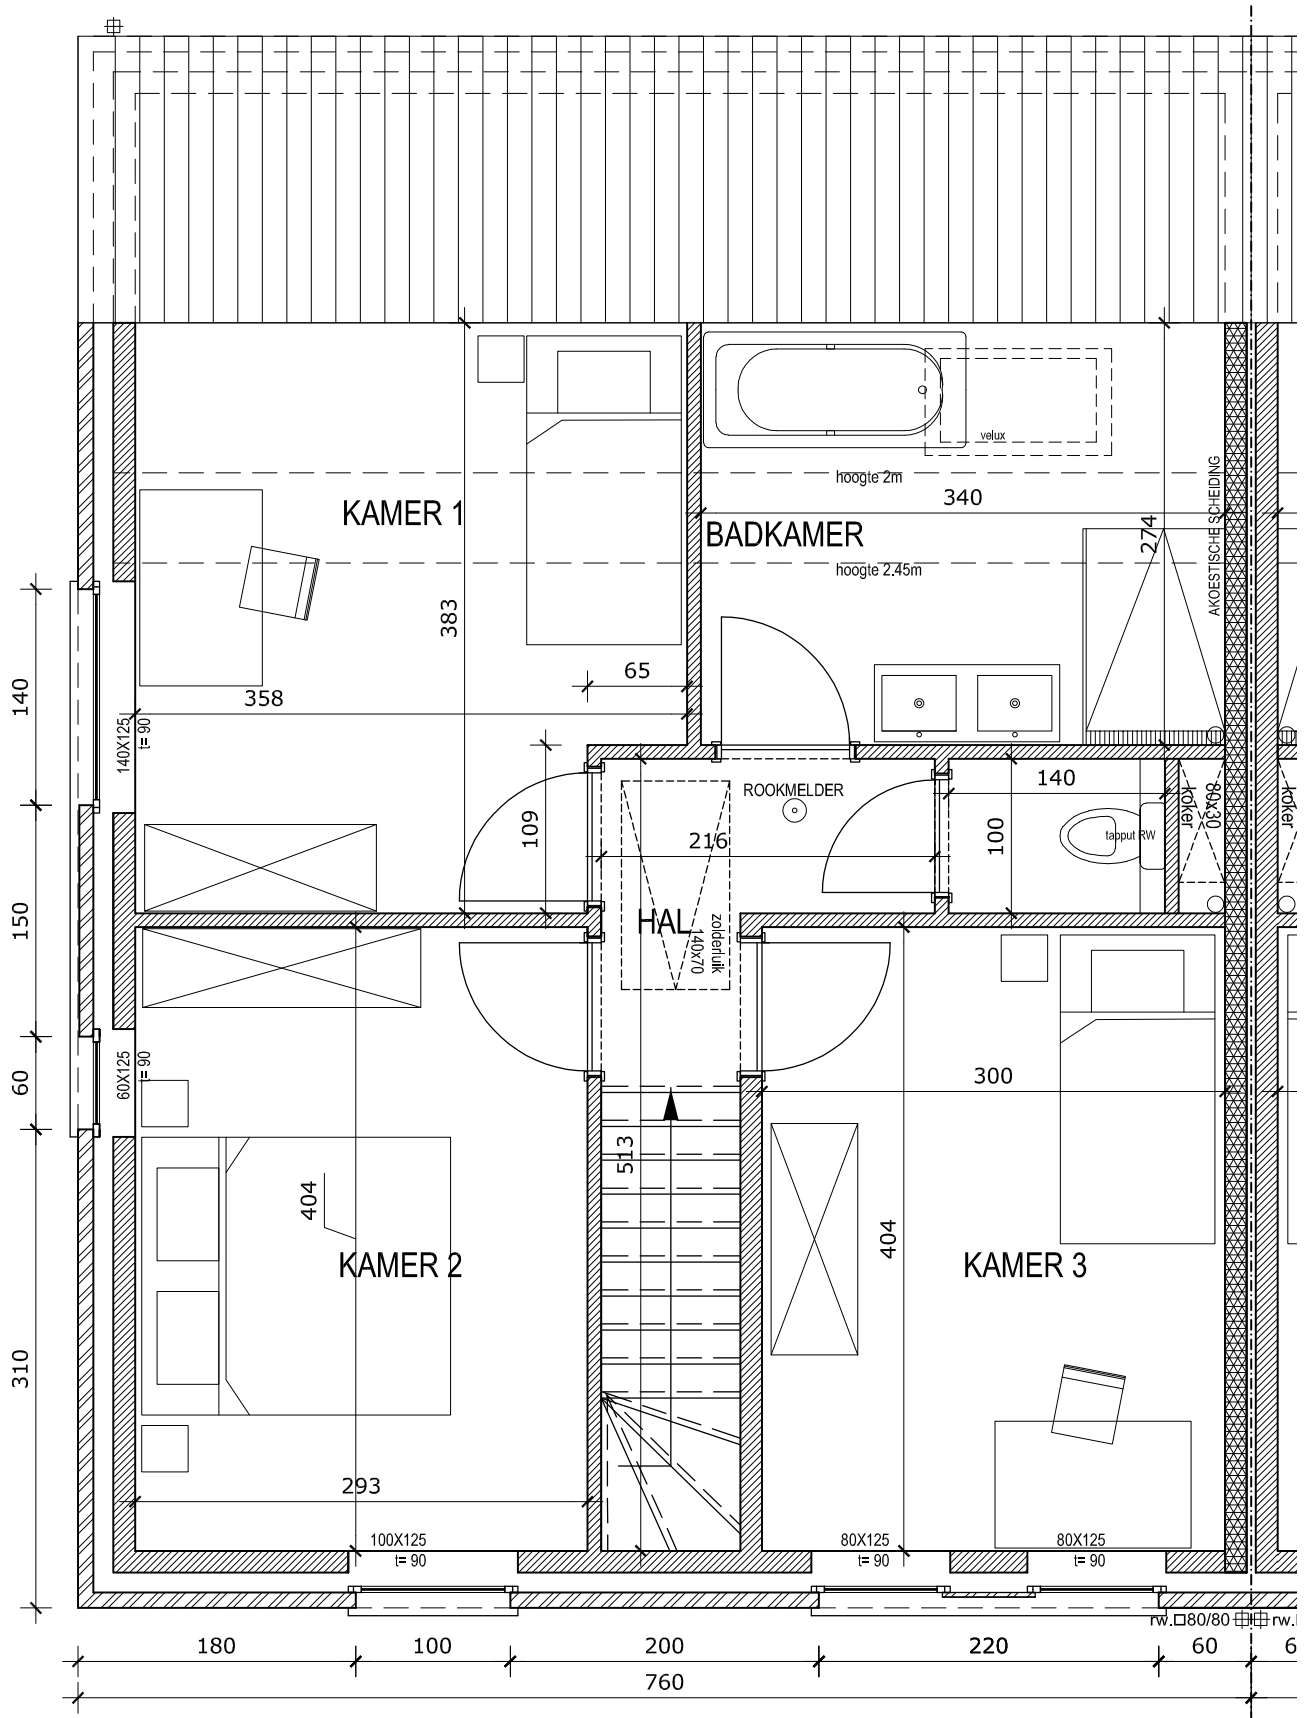 velux
hoogte 2m
KAMER 1
340
BADKAMER
274
AKOESTISCHE SCHEIDING
hoogte 2.45m
383
65
358
140
140X125
t= 90
ROOKMELDER
140
80x30
koker
koker
109
216
100
tapput RW
150
HAL
zolderluik
140x70
60
60X125
t= 90
300
513
404
404
KAMER 2
KAMER 3
310
293
100X125
t= 90
80X125
t= 90
80X125
t= 90
rw.□80/80
rw.
180
100
200
220
60
6
760